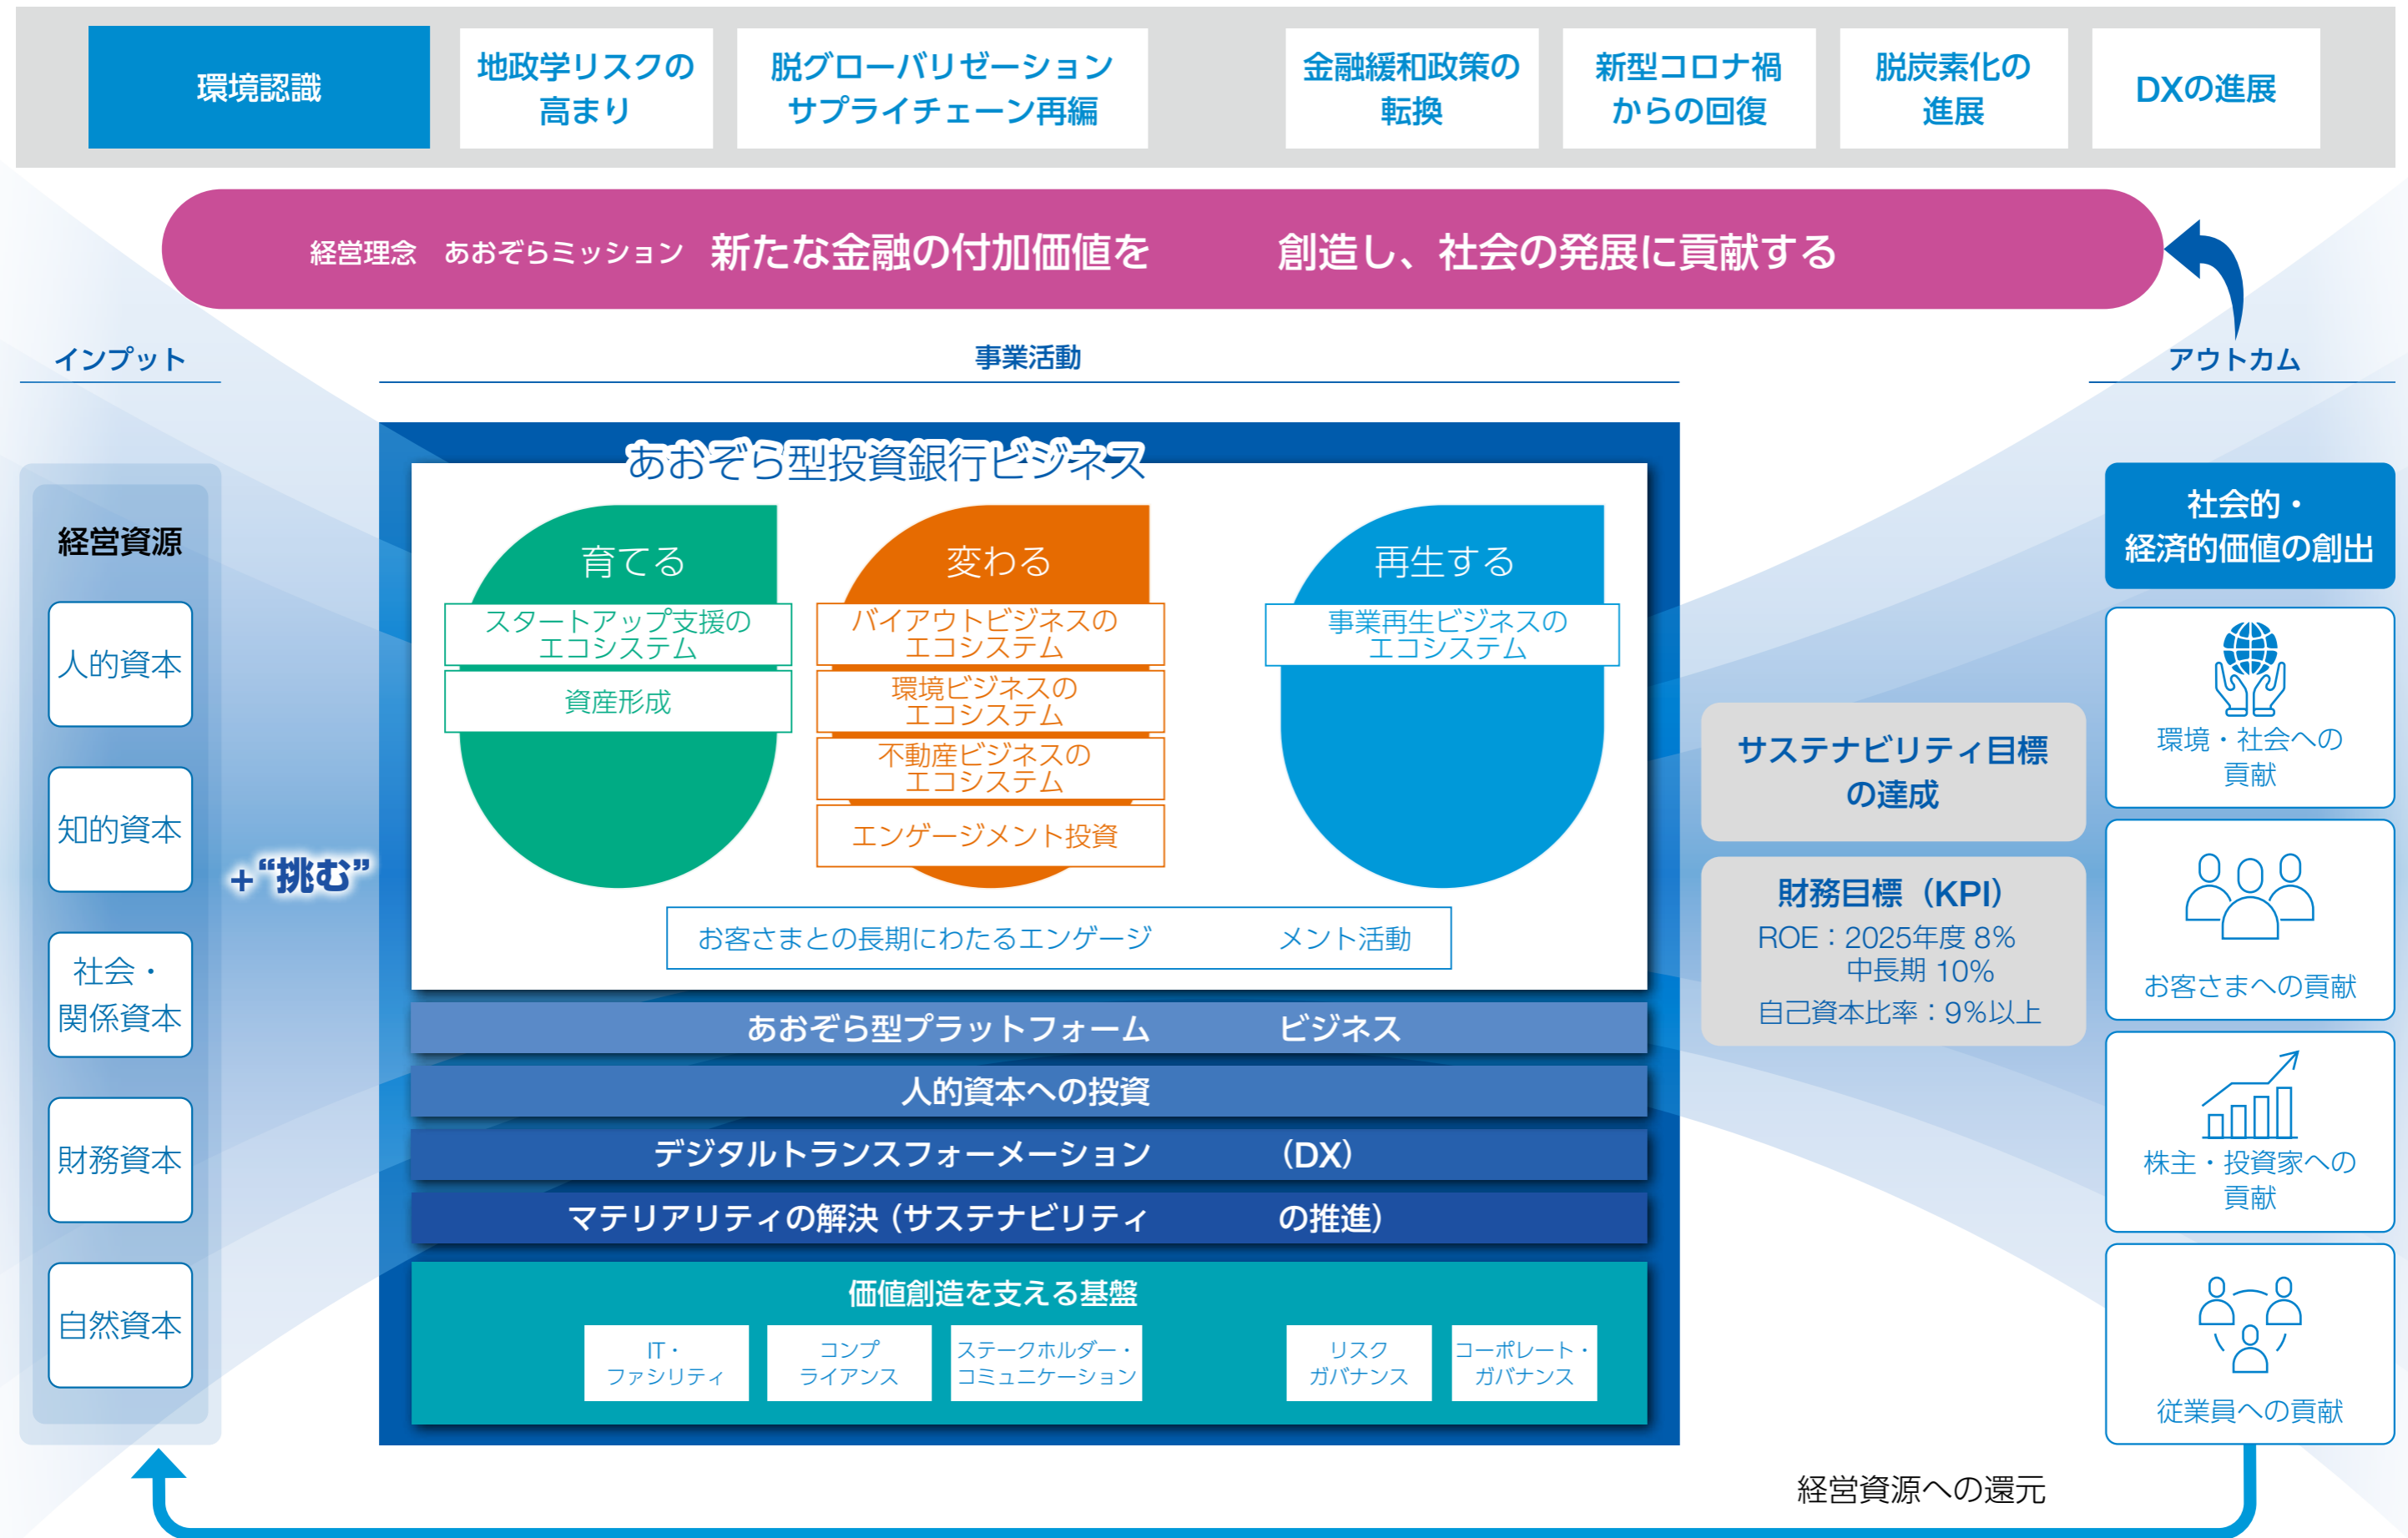 環境認識
地政学リスクの
高まり
脱グローバリゼーション
サプライチェーン再編
金融緩和政策の
転換
新型コロナ禍
からの回復
脱炭素化の
進展
DXの進展
経営理念 あおぞらミッション 新たな金融の付加価値を 創造し、社会の発展に貢献する
インプット
事業活動
アウトカム
経営資源
人的資本
知的資本
社会・
関係資本
財務資本
自然資本
+“挑む”
あおぞら型投資銀行ビジネス
育てる
スタートアップ支援の
エコシステム
資産形成
変わる
バイアウトビジネスの
エコシステム
環境ビジネスの
エコシステム
不動産ビジネスの
エコシステム
エンゲージメント投資
再生する
事業再生ビジネスの
エコシステム
お客さまとの長期にわたるエンゲージ メント活動
あおぞら型プラットフォーム ビジネス
人的資本への投資
デジタルトランスフォーメーション （DX）
マテリアリティの解決（サステナビリティ の推進）
価値創造を支える基盤
IT・
ファシリティ
コンプ
ライアンス
ステークホルダー・
コミュニケーション
リスク
ガバナンス
コーポレート・
ガバナンス
サステナビリティ目標
の達成
財務目標（KPI）
ROE：2025年度 8%
中長期 10%
自己資本比率：9%以上
社会的・
経済的価値の創出
環境・社会への
貢献
お客さまへの貢献
株主・投資家への
貢献
従業員への貢献
経営資源への還元